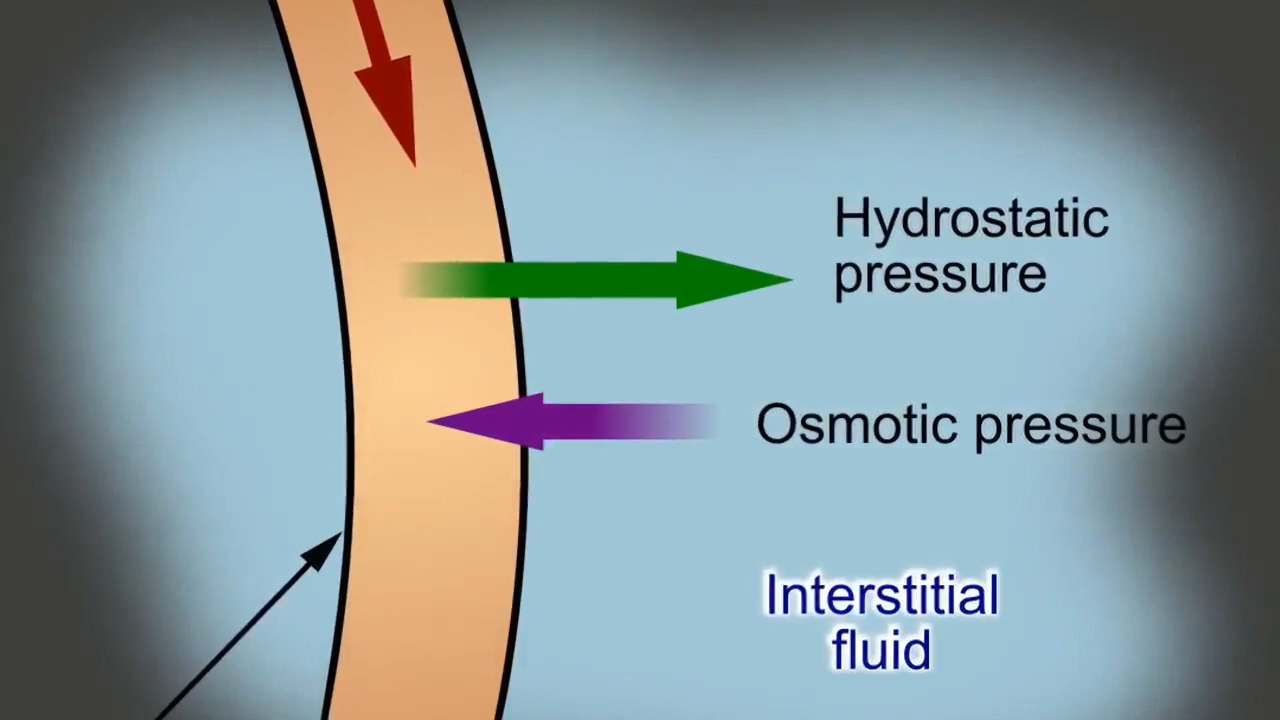 Hydrostatic
pressure
Osmotic pressure
Interstitial
fluid